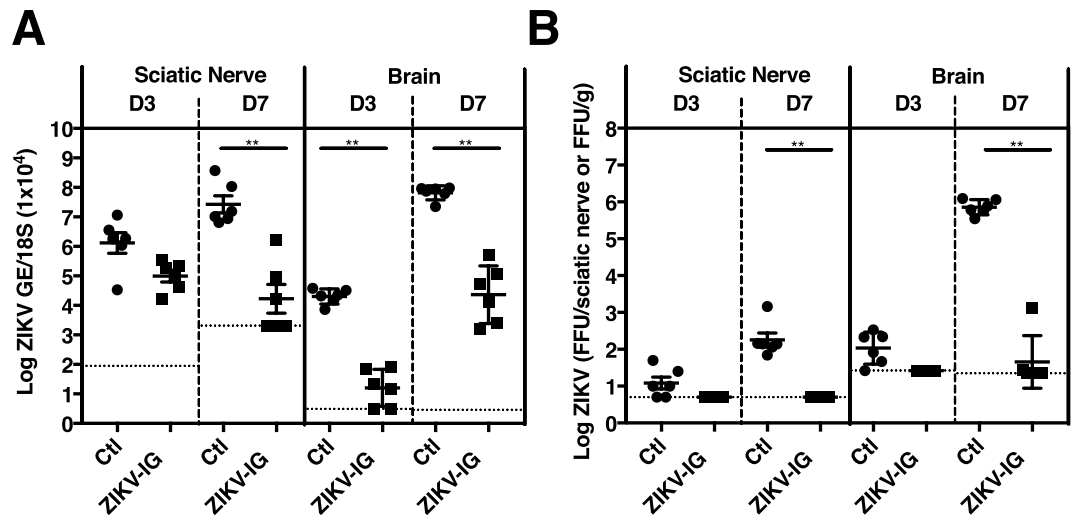 A
B
Sciatic Nerve
Brain
D3
D7
D3
D7
**
**
**
Log ZIKV GE/18S (1x10⁴)
10
9
8
7
6
5
4
3
2
1
0
Ctl
ZIKV-IG
Ctl
ZIKV-IG
Ctl
ZIKV-IG
Ctl
ZIKV-IG
Sciatic Nerve
Brain
D3
D7
D3
D7
**
**
Log ZIKV (FFU/sciatic nerve or FFU/g)
8
7
6
5
4
3
2
1
0
Ctl
ZIKV-IG
Ctl
ZIKV-IG
Ctl
ZIKV-IG
Ctl
ZIKV-IG